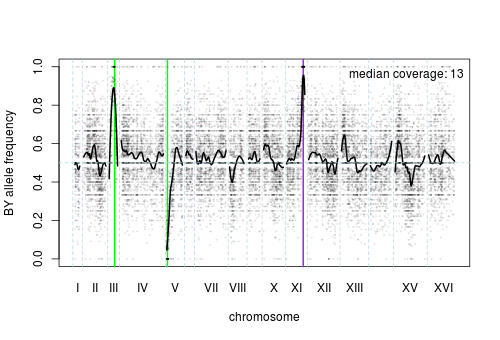 median coverage: 13
1.0
0.8
0.6
0.4
0.2
0.0
BY allele frequency
I II III IV V VII VIII X XI XII XIII XV XVI
chromosome